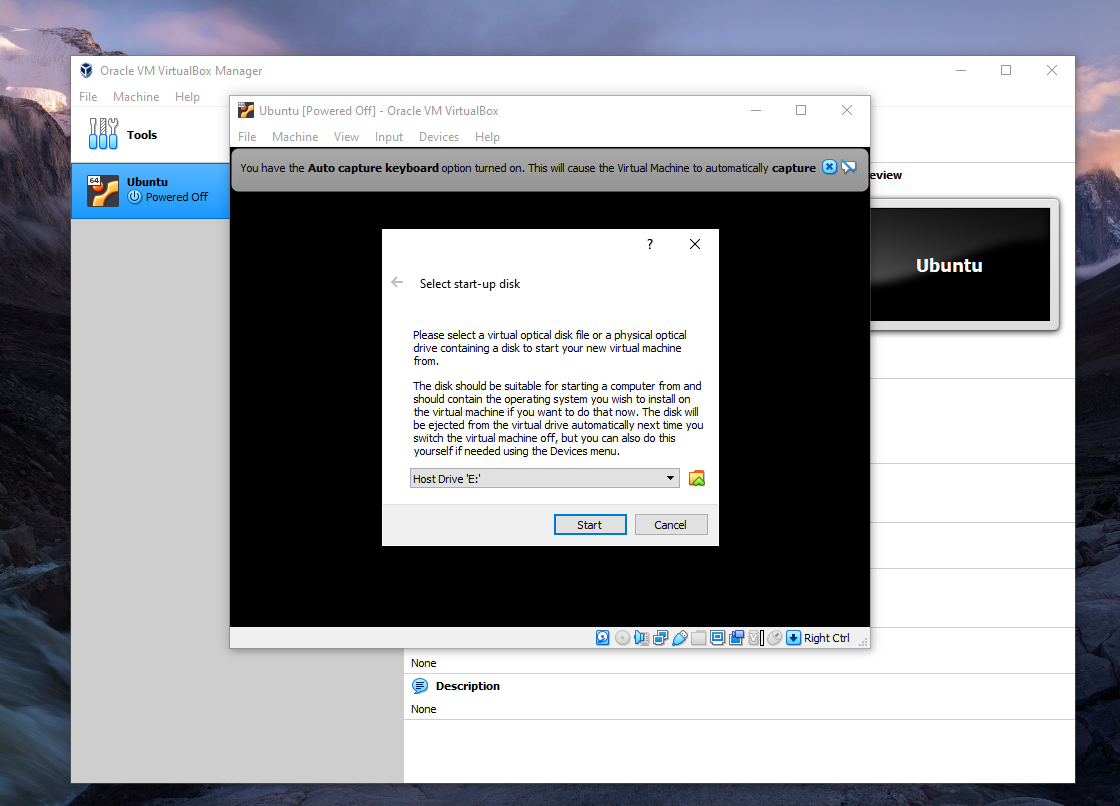 Oracle VM VirtualBox Manager
File Machine Help
Tools
64
Ubuntu
Powered Off
Ubuntu [Powered Off] - Oracle VM VirtualBox
File Machine View Input Devices Help
You have the Auto capture keyboard option turned on. This will cause the Virtual Machine to automatically capture
eview
Ubuntu
?
Select start-up disk
Please select a virtual optical disk file or a physical optical
drive containing a disk to start your new virtual machine
from.
The disk should be suitable for starting a computer from and
should contain the operating system you wish to install on
the virtual machine if you want to do that now. The disk will
be ejected from the virtual drive automatically next time you
switch the virtual machine off, but you can also do this
yourself if needed using the Devices menu.
Host Drive 'E:'
Start Cancel
Right Ctrl
None
Description
None